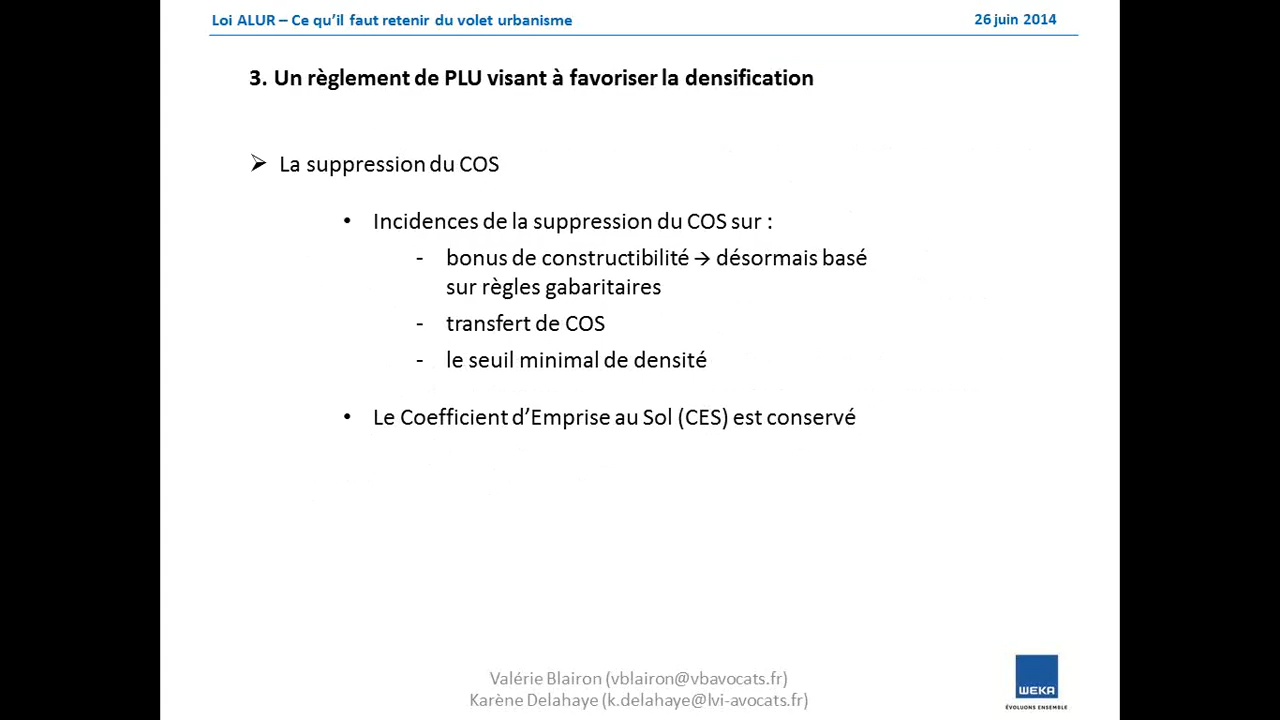 Loi ALUR – Ce qu’il faut retenir du volet urbanisme
26 juin 2014
3. Un règlement de PLU visant à favoriser la densification
➢ La suppression du COS
• Incidences de la suppression du COS sur :
- bonus de constructibilité → désormais basé
sur règles gabaritaires
- transfert de COS
- le seuil minimal de densité
• Le Coefficient d’Emprise au Sol (CES) est conservé
Valérie Blairon (vblairon@vbavocats.fr)
Karène Delahaye (k.delahaye@lvi-avocats.fr)
WEKA
ÉVOLUONS ENSEMBLE